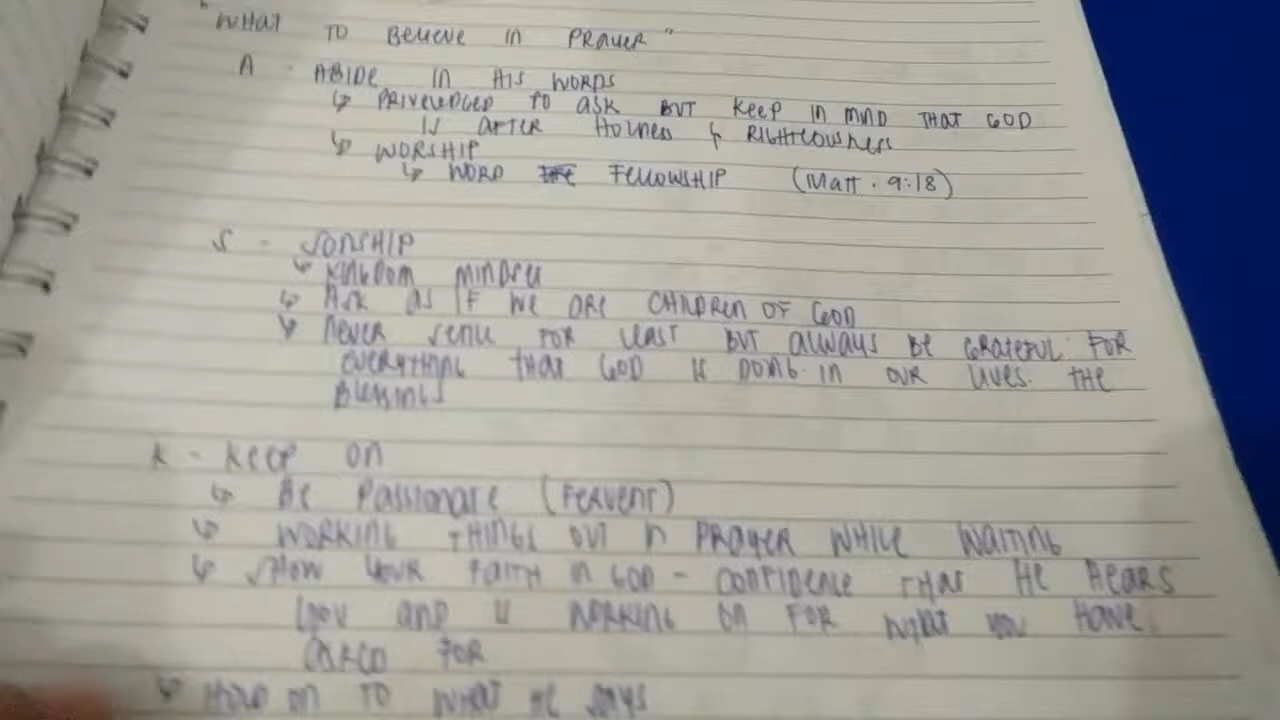 "WHAT TO BELIEVE IN PRAYER"
A - ABIDE IN HIS WORDS
↳ PRIVELEDGED TO ASK BUT KEEP IN MIND THAT GOD
IS AFTER HOLINESS & RIGHTEOUSNESS
↳ WORSHIP
↳ WORD FELLOWSHIP (Matt. 9:18)
S - SONSHIP
↳ KINGDOM MINDSET
↳ ASK AS IF WE ARE CHILDREN OF GOD
↳ NEVER SETTLE FOR LEAST BUT ALWAYS BE GRATEFUL FOR
EVERYTHING THAT GOD IS DOING IN OUR LIVES. THE
BLESSINGS
K - KEEP ON
↳ BE PASSIONATE (FERVENT)
↳ WORKING THINGS OUT IN PRAYER WHILE WAITING
↳ SHOW YOUR FAITH IN GOD - CONFIDENCE THAT HE HEARS
YOU AND IS WORKING ON FOR WHAT YOU HAVE
ASKED FOR
↳ HOLD ON TO WHAT HE SAYS